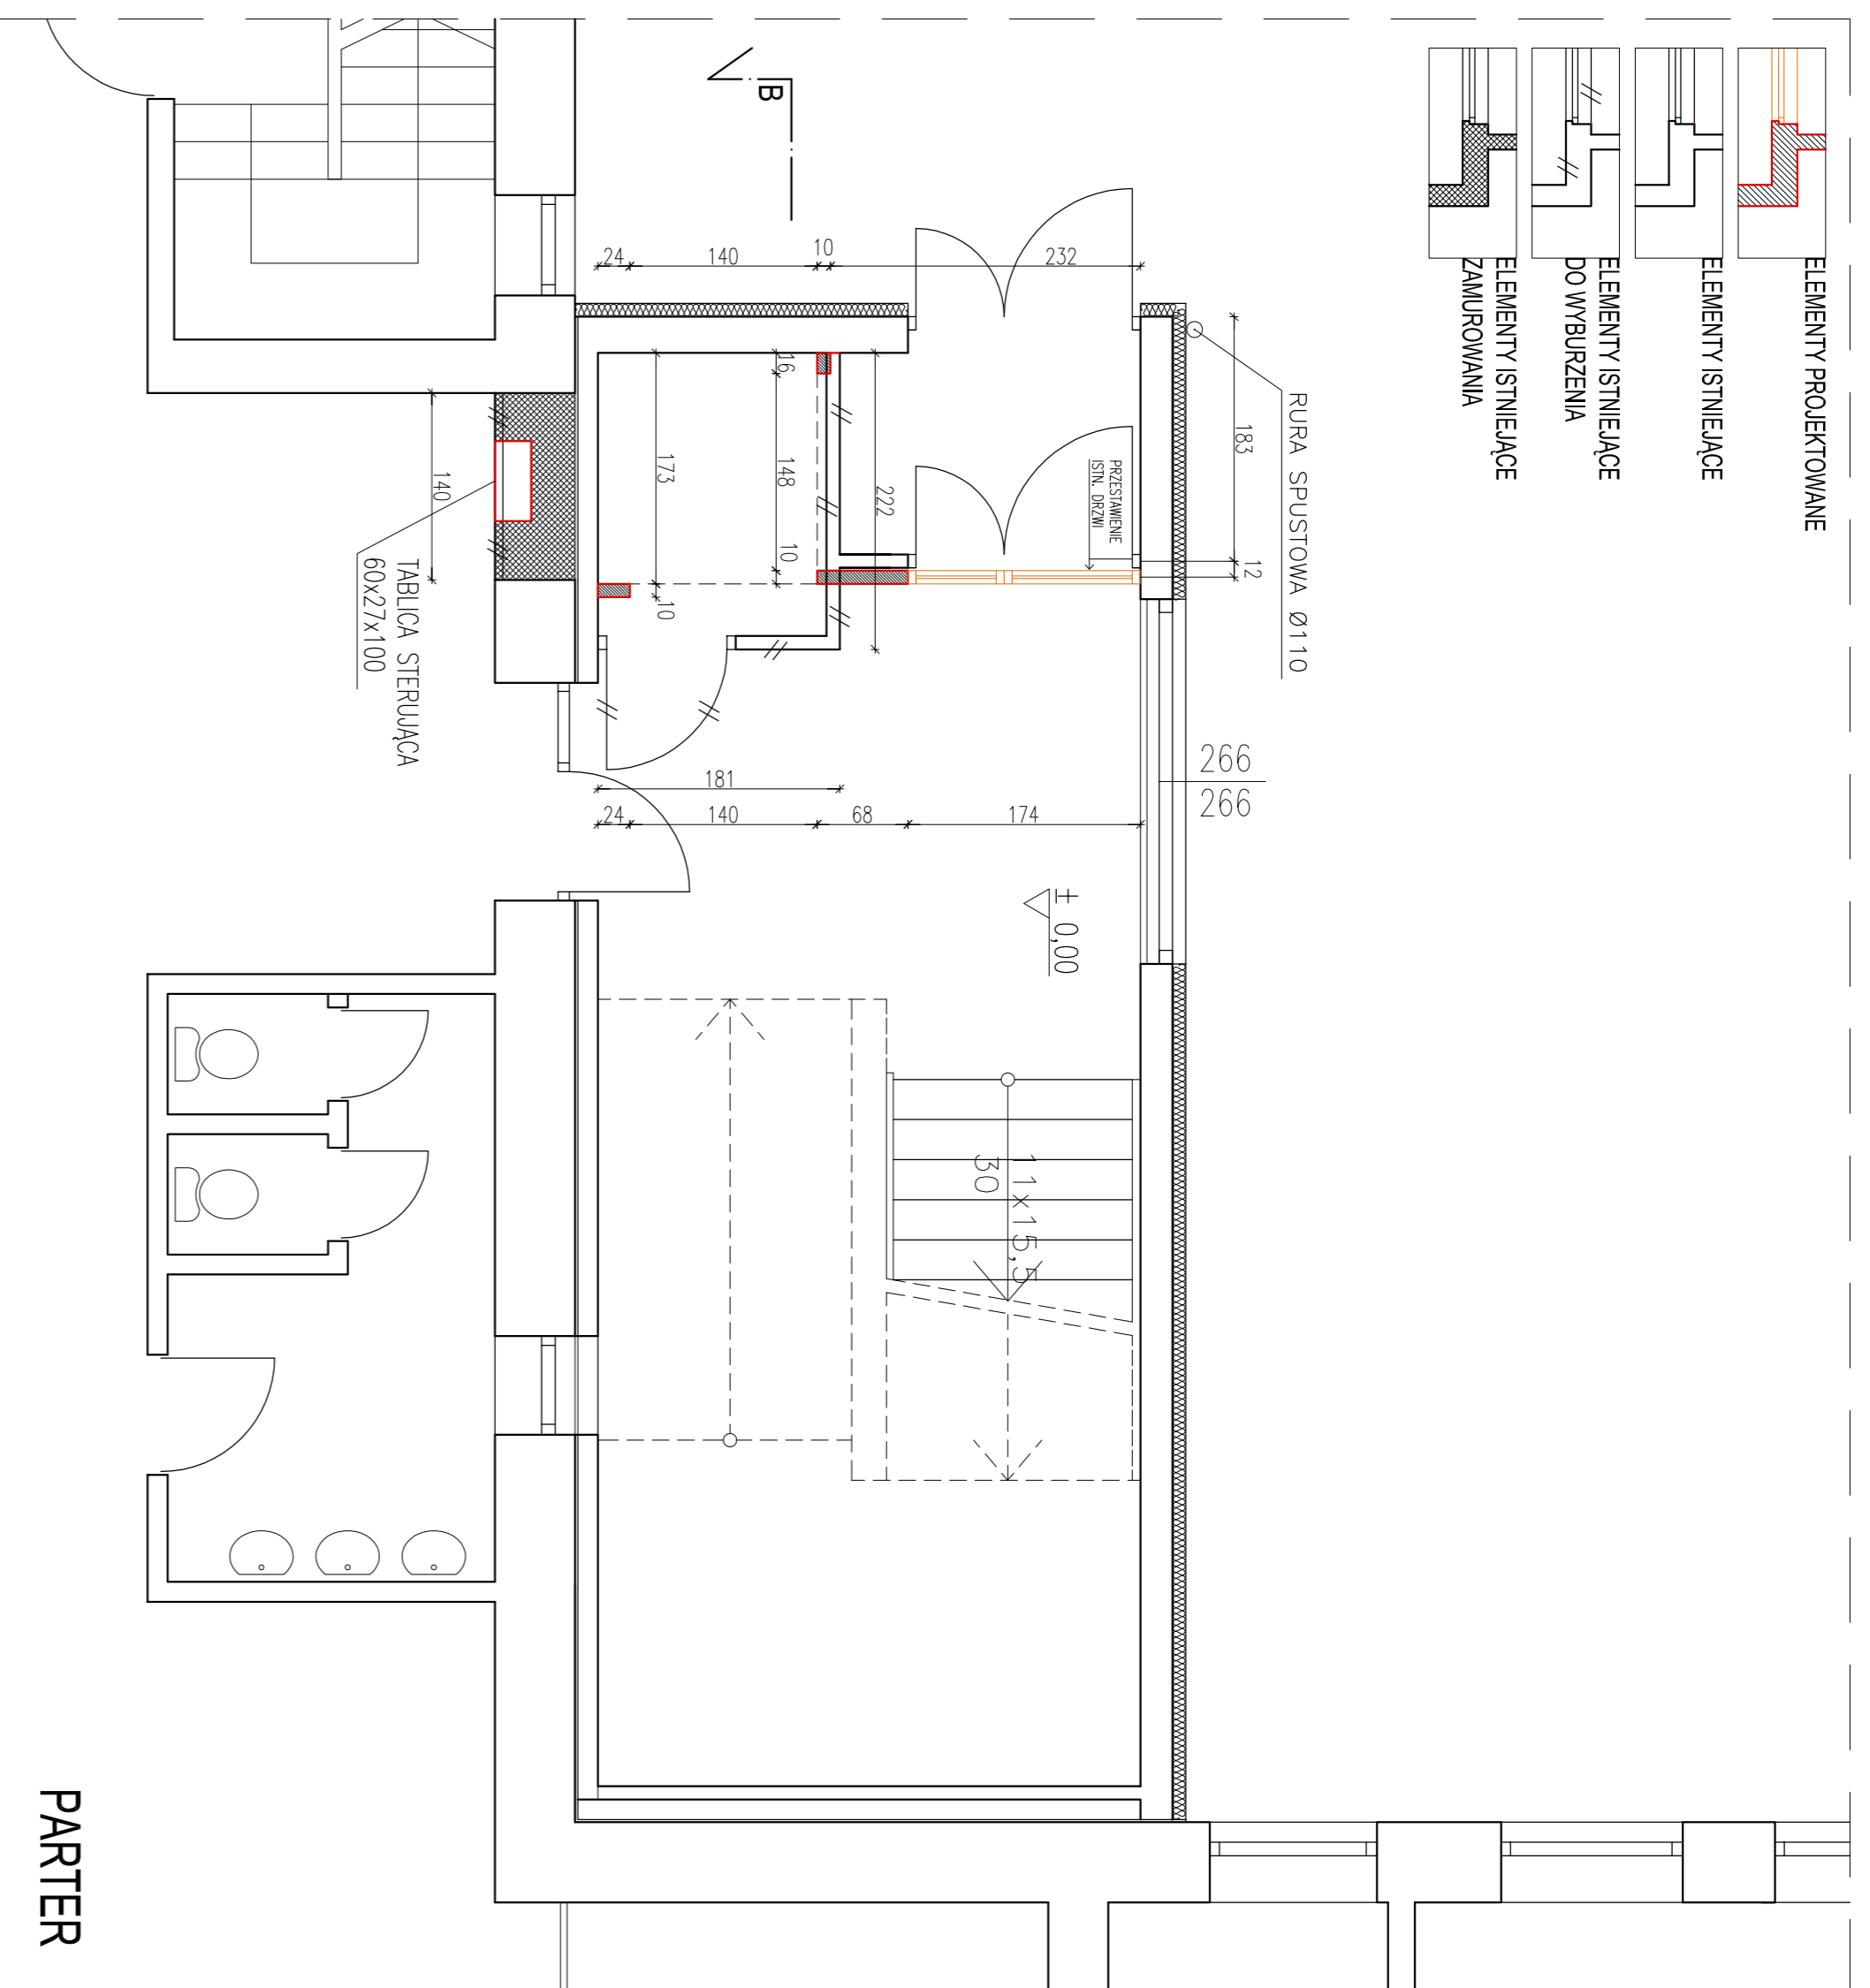 ELEMENTY PROJEKTOWANE
ELEMENTY ISTNIEJĄCE
ELEMENTY ISTNIEJĄCE
DO WYBURZENIA
ELEMENTY ISTNIEJĄCE
ZAMUROWANIA
B
24
140
10
232
RURA SPUSTOWA Ø110
183
12
PRZESTAWIENIE
ISTN. DRZWI
16
148
10
222
173
10
140
TABLICA STERUJĄCA
60x27x100
266
266
181
24
140
68
174
± 0,00
11x15,5
30
PARTER